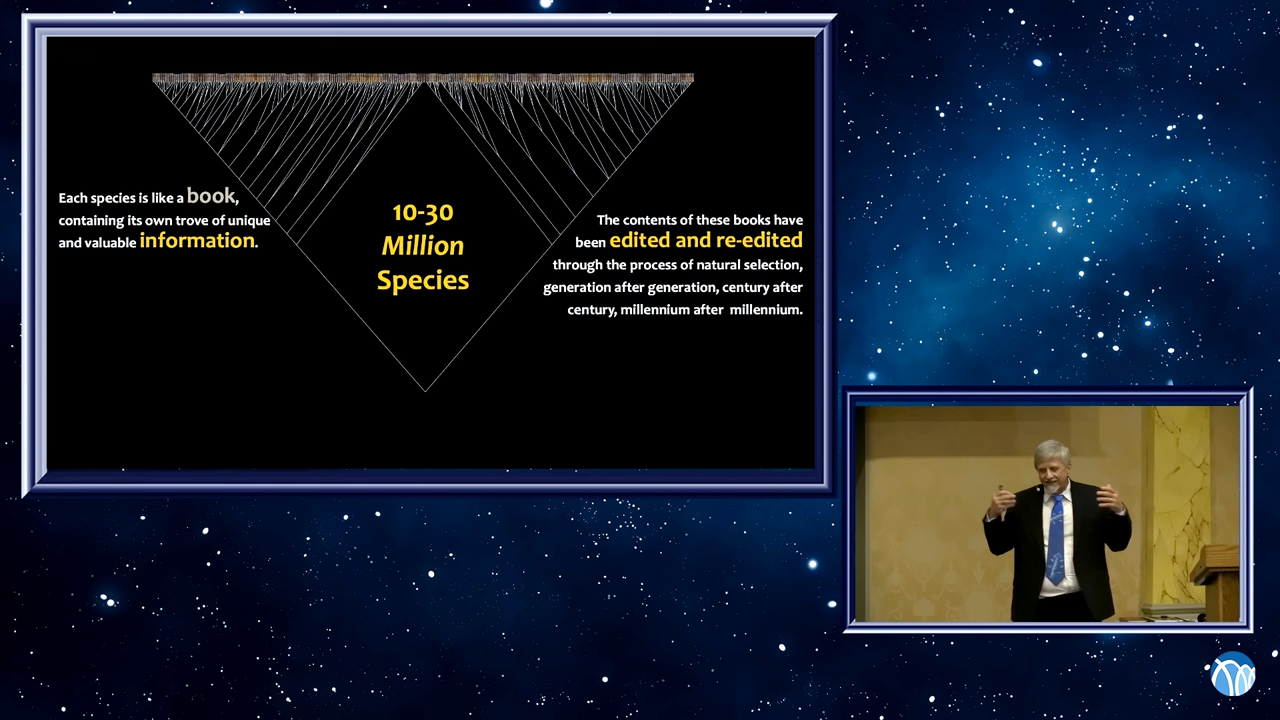 Each species is like a book,
containing its own trove of unique
and valuable information.
10-30
Million
Species
The contents of these books have
been edited and re-edited
through the process of natural selection,
generation after generation, century after
century, millennium after millennium.